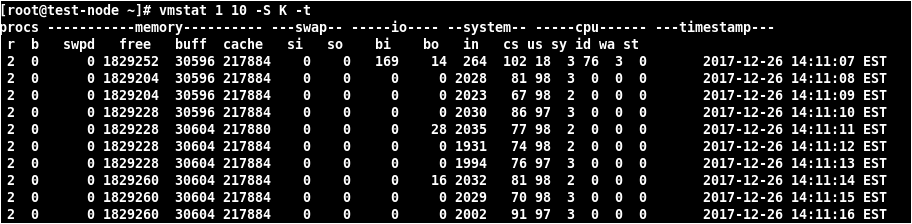 [root@test-node ~]# vmstat 1 10 -S K -t
procs -----------memory---------- ---swap-- -----io---- --system-- -----cpu------ ---timestamp---
 r  b   swpd   free   buff  cache   si   so    bi    bo   in   cs us sy id wa st
 2  0      0 1829252  30596 217884    0    0   169    14  264  102 18  3 76  3  0       2017-12-26 14:11:07 EST
 2  0      0 1829204  30596 217884    0    0     0     0 2028   81 98  3  0  0  0       2017-12-26 14:11:08 EST
 2  0      0 1829204  30596 217884    0    0     0     0 2023   67 98  2  0  0  0       2017-12-26 14:11:09 EST
 2  0      0 1829228  30596 217884    0    0     0     0 2030   86 97  3  0  0  0       2017-12-26 14:11:10 EST
 2  0      0 1829228  30604 217880    0    0     0    28 2035   77 98  2  0  0  0       2017-12-26 14:11:11 EST
 2  0      0 1829228  30604 217884    0    0     0     0 1931   74 98  2  0  0  0       2017-12-26 14:11:12 EST
 2  0      0 1829228  30604 217884    0    0     0     0 1994   76 97  3  0  0  0       2017-12-26 14:11:13 EST
 2  0      0 1829260  30604 217884    0    0     0    16 2032   81 98  2  0  0  0       2017-12-26 14:11:14 EST
 2  0      0 1829260  30604 217884    0    0     0     0 2029   70 98  3  0  0  0       2017-12-26 14:11:15 EST
 2  0      0 1829260  30604 217884    0    0     0     0 2002   91 97  3  0  0  0       2017-12-26 14:11:16 EST